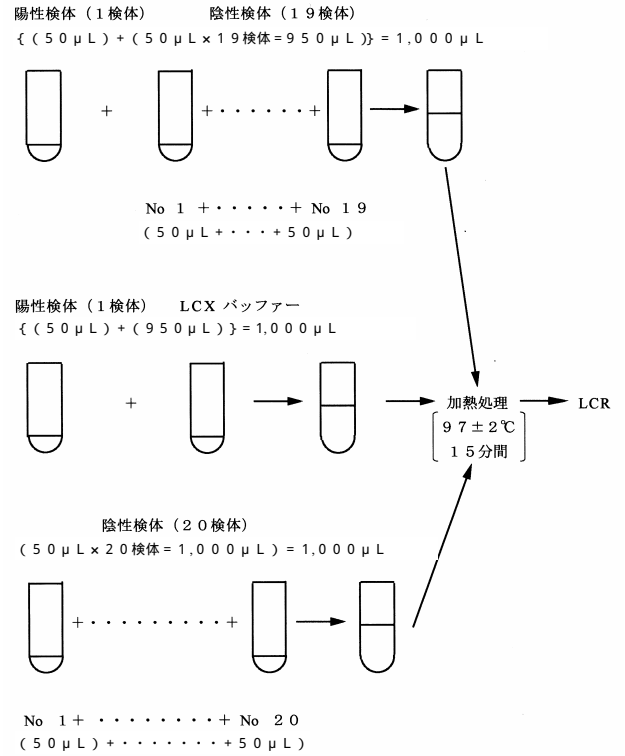 陽性検体（1検体）　陰性検体（19検体）
{(50μL)+(50μL×19検体=950μL)}=1,000μL
+ +・・・・・・+
No 1 +・・・・・+ No 19
(50μL+・・・+50μL)
陽性検体（1検体）　LCX バッファー
{(50μL)+(950μL)}=1,000μL
+ 加熱処理 LCR
97±2℃
15分間
陰性検体（20検体）
(50μL×20検体=1,000μL)=1,000μL
+・・・・・・・・・+
No 1+ ・・・・・・・・+ No 20
(50μL)+・・・・・・・・+50μL)